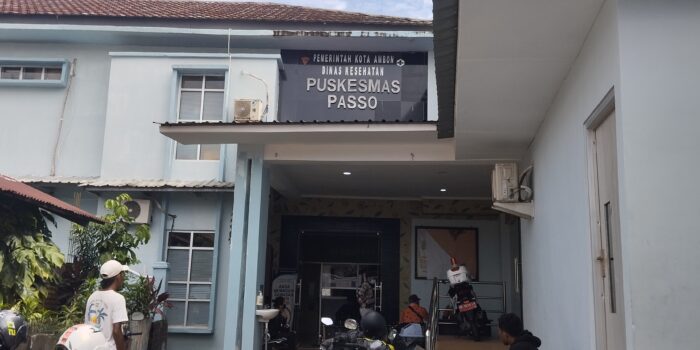 PEMERINTAH KOTA AMBON
DINAS KESEHATAN
PUSKESMAS
PASSO